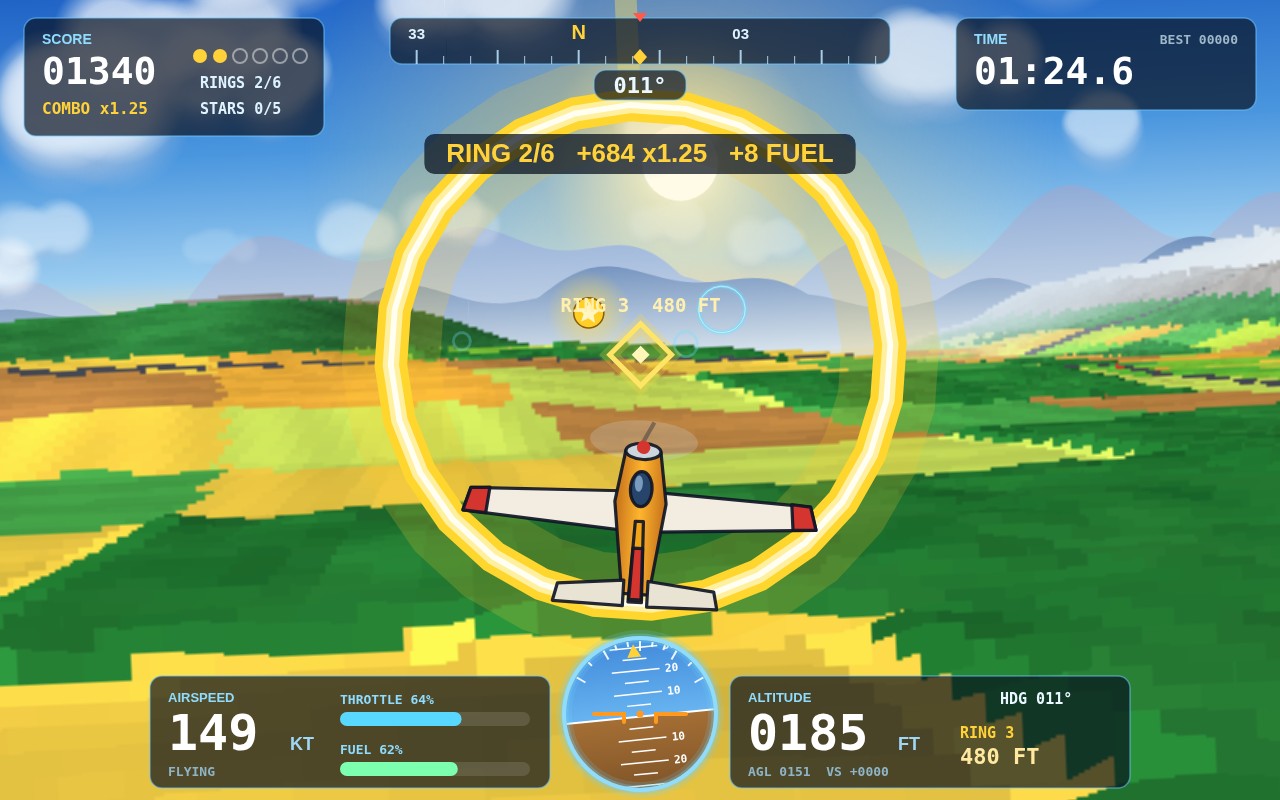 SCORE
01340
COMBO x1.25
RINGS 2/6
STARS 0/5
33 N 03
011°
TIME BEST 00000
01:24.6
RING 2/6 +684 x1.25 +8 FUEL
RING 3 480 FT
AIRSPEED
149 KT
FLYING
THROTTLE 64%
FUEL 62%
20
10
10
20
ALTITUDE
0185 FT
AGL 0151 VS +0000
HDG 011°
RING 3
480 FT